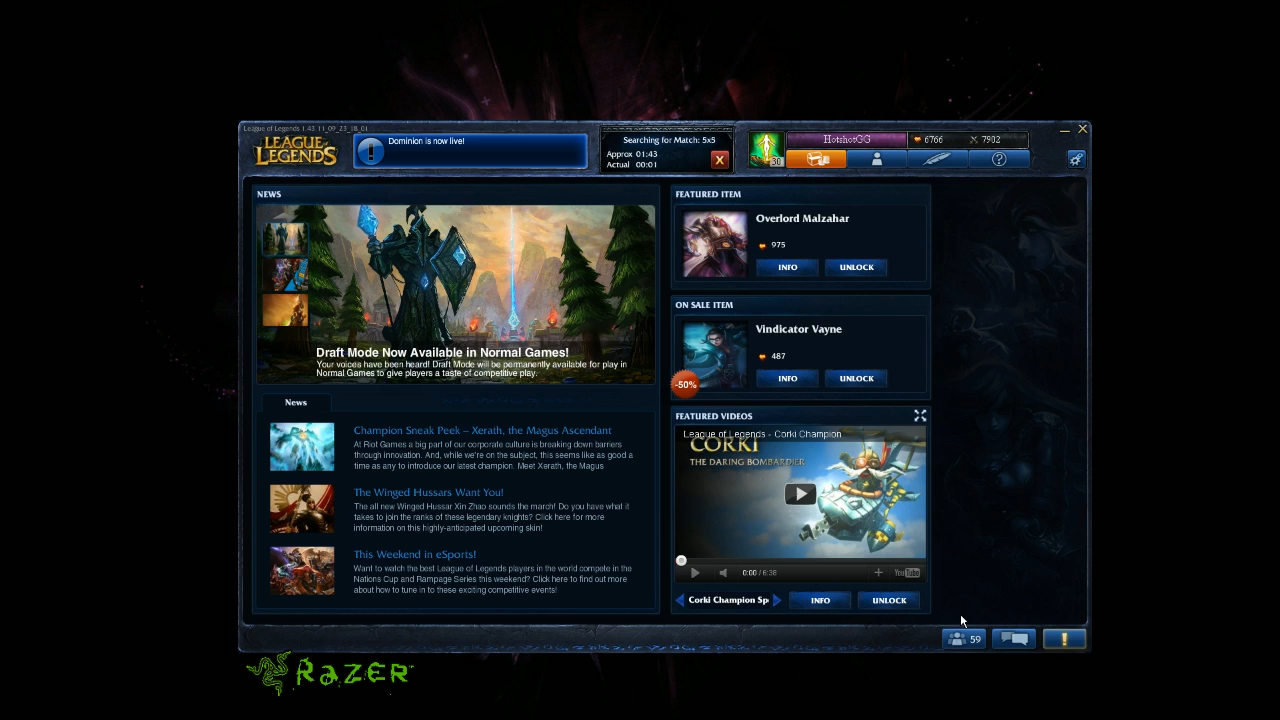 League of Legends 1.43.11_09_23_18_01
LEAGUE OF LEGENDS
Dominion is now live!
Searching for Match: 5x5
Approx 01:43
Actual 00:01
X
30
HotshotGG
6766
7902
NEWS
Draft Mode Now Available in Normal Games!
Your voices have been heard! Draft Mode will be permanently available for play in
Normal Games to give players a taste of competitive play.
News
Champion Sneak Peek – Xerath, the Magus Ascendant
At Riot Games a big part of our corporate culture is breaking down barriers
through innovation. And, while we're on the subject, this seems like as good a
time as any to introduce our latest champion. Meet Xerath, the Magus
The Winged Hussars Want You!
The all new Winged Hussar Xin Zhao sounds the march! Do you have what it
takes to join the ranks of these legendary knights? Click here for more
information on this highly-anticipated upcoming skin!
This Weekend in eSports!
Want to watch the best League of Legends players in the world compete in the
Nations Cup and Rampage Series this weekend? Click here to find out more
about how to tune in to these exciting competitive events!
FEATURED ITEM
Overlord Malzahar
975
INFO UNLOCK
ON SALE ITEM
Vindicator Vayne
487
-50%
INFO UNLOCK
FEATURED VIDEOS
League of Legends - Corki Champion
CORKI
THE DARING BOMBARDIER
0:00 / 6:38
YouTube
Corki Champion Sp
INFO UNLOCK
59
RAZER